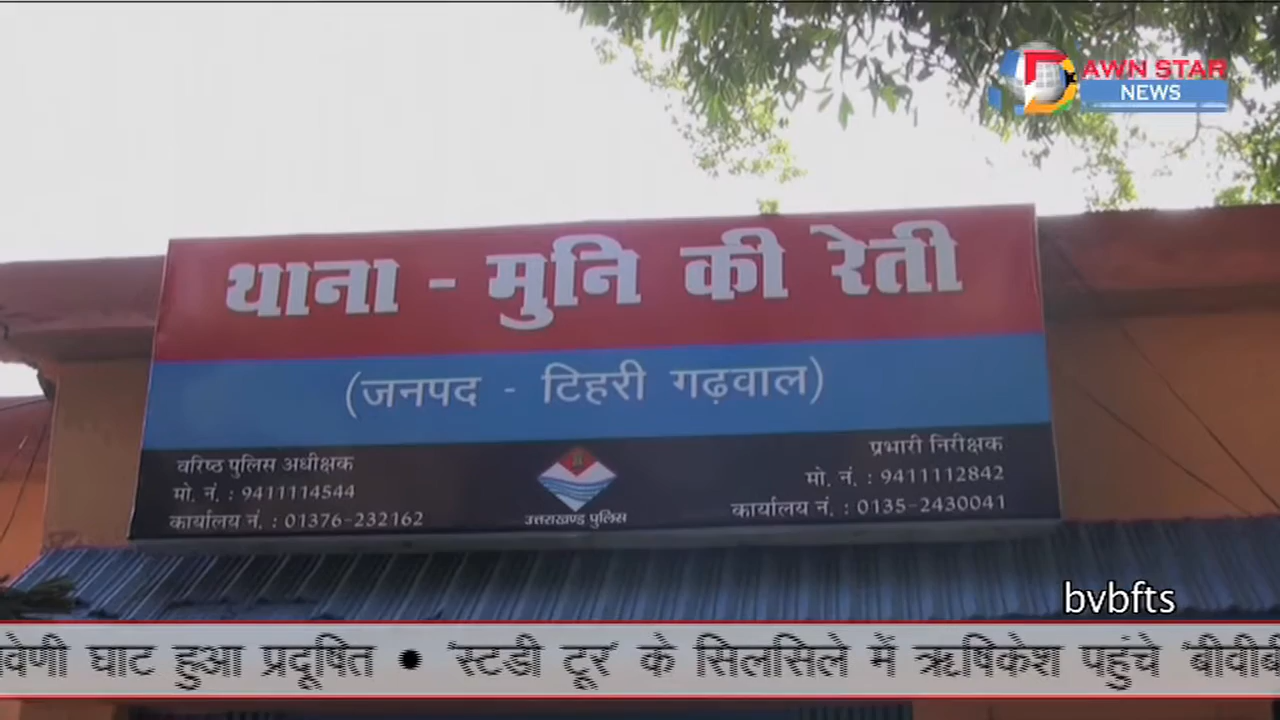 DAWN STAR
NEWS
थाना - मुनि की रेती
(जनपद - टिहरी गढ़वाल)
वरिष्ठ पुलिस अधीक्षक
मो. नं. : 9411114544
कार्यालय नं. : 01376-232162
उत्तराखण्ड पुलिस
प्रभारी निरीक्षक
मो. नं. : 9411112842
कार्यालय नं. : 0135-2430041
bvbfts
वेणी घाट हुआ प्रदूषित ● 'स्टडी टूर' के सिलसिले में ऋषिकेश पहुंचे 'बीवीबी